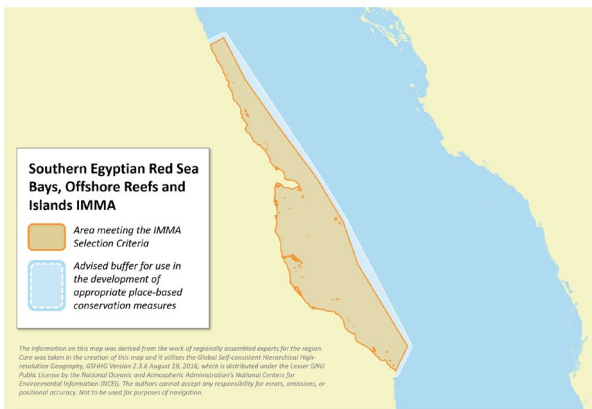 Southern Egyptian Red Sea
Bays, Offshore Reefs and
Islands IMMA
Area meeting the IMMA
Selection Criteria
Advised buffer for use in
the development of
appropriate place-based
conservation measures
The information on this map was derived from the work of regionally assembled experts for the region.
Care was taken in the creation of this map and it utilises the Global Self-consistent Hierarchical High-
resolution Geography, GSHHG Version 2.3.6 August 19, 2016, which is distributed under the Lesser GNU
Public License by the National Oceanic and Atmospheric Administration's National Centers for
Environmental Information (NCEI). The authors cannot accept any responsibility for errors, omissions, or
positional accuracy. Not to be used for purposes of navigation.